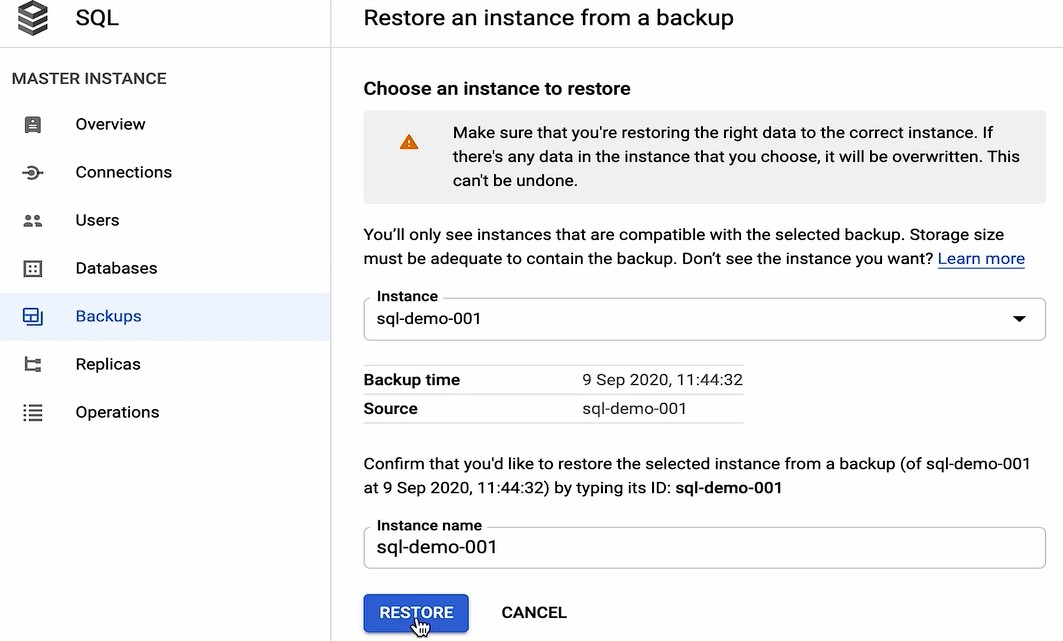 SQL
Restore an instance from a backup
MASTER INSTANCE
Overview
Connections
Users
Databases
Backups
Replicas
Operations
Choose an instance to restore
Make sure that you're restoring the right data to the correct instance. If
there's any data in the instance that you choose, it will be overwritten. This
can't be undone.
You’ll only see instances that are compatible with the selected backup. Storage size
must be adequate to contain the backup. Don’t see the instance you want? Learn more
Instance
sql-demo-001
Backup time 9 Sep 2020, 11:44:32
Source sql-demo-001
Confirm that you'd like to restore the selected instance from a backup (of sql-demo-001
at 9 Sep 2020, 11:44:32) by typing its ID: sql-demo-001
Instance name
sql-demo-001
RESTORE CANCEL